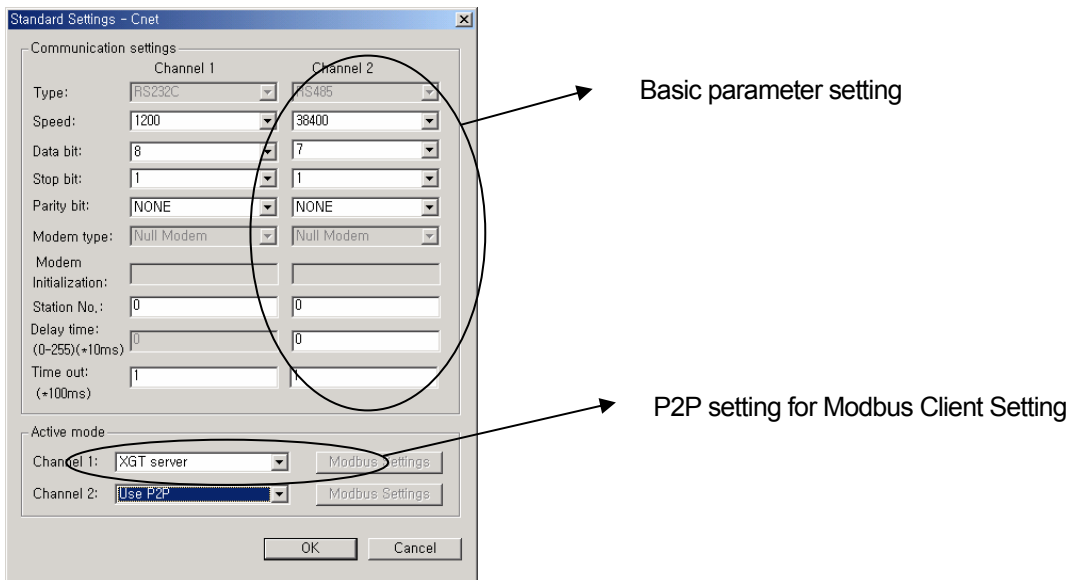 Standard Settings - Cnet
Communication settings
Channel 1 Channel 2
Type: RS232C RS485
Basic parameter setting
Speed: 1200 38400
Data bit: 8 7
Stop bit: 1 1
Parity bit: NONE NONE
Modem type: Null Modem Null Modem
Modem
Initialization:
Station No,: 0 0
Delay time:
(0-255)(*10ms) 0 0
Time out:
(*100ms) 1 1
P2P setting for Modbus Client Setting
Active mode
Channel 1: XGT server Modbus Settings
Channel 2: Use P2P Modbus Settings
OK Cancel